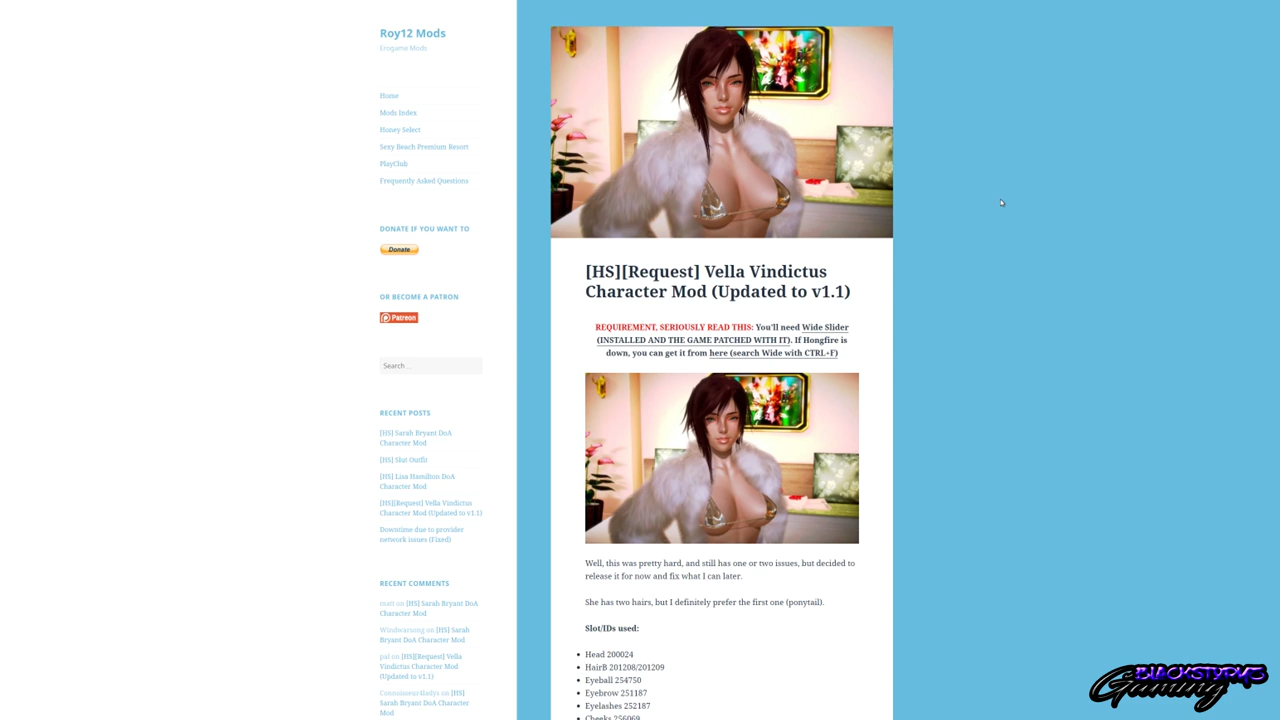 Roy12 Mods
Erogame Mods
Home
Mods Index
Honey Select
Sexy Beach Premium Resort
PlayClub
Frequently Asked Questions
DONATE IF YOU WANT TO
Donate
OR BECOME A PATRON
Patreon
Search …
RECENT POSTS
[HS] Sarah Bryant DoA
Character Mod
[HS] Slut Outfit
[HS] Lisa Hamilton DoA
Character Mod
[HS][Request] Vella Vindictus
Character Mod (Updated to v1.1)
Downtime due to provider
network issues (Fixed)
RECENT COMMENTS
matt on [HS] Sarah Bryant DoA
Character Mod
Windwarsong on [HS] Sarah
Bryant DoA Character Mod
pal on [HS][Request] Vella
Vindictus Character Mod
(Updated to v1.1)
Connoisseur4ladys on [HS]
Sarah Bryant DoA Character
Mod
[HS][Request] Vella Vindictus
Character Mod (Updated to v1.1)
REQUIREMENT, SERIOUSLY READ THIS: You'll need Wide Slider
(INSTALLED AND THE GAME PATCHED WITH IT). If Hongfire is
down, you can get it from here (search Wide with CTRL+F)
Well, this was pretty hard, and still has one or two issues, but decided to
release it for now and fix what I can later.
She has two hairs, but I definitely prefer the first one (ponytail).
Slot/IDs used:
Head 200024
HairB 201208/201209
Eyeball 254750
Eyebrow 251187
Eyelashes 252187
Cheeks 256069
Gaming